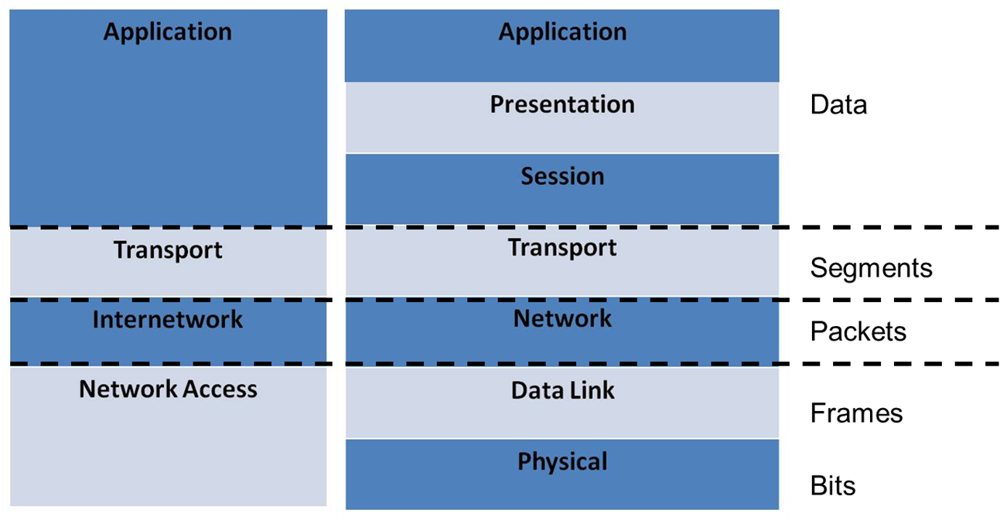 Application
Transport
Internetwork
Network Access
Application
Presentation
Session
Transport
Network
Data Link
Physical
Data
Segments
Packets
Frames
Bits